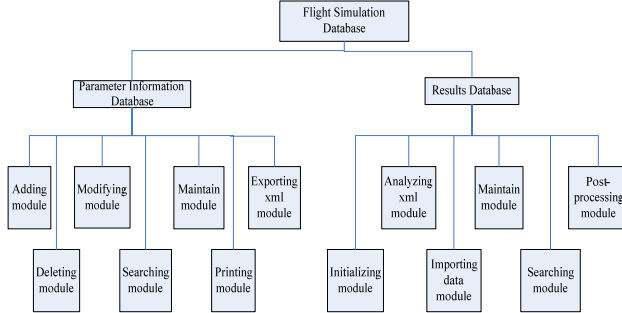 Flight Simulation
Database
Parameter Information
Database
Results Database
Adding
module
Modifying
module
Maintain
module
Exporting
xml
module
Analyzing
xml
module
Maintain
module
Post-
processing
module
Deleting
module
Searching
module
Printing
module
Initializing
module
Importing
data
module
Searching
module